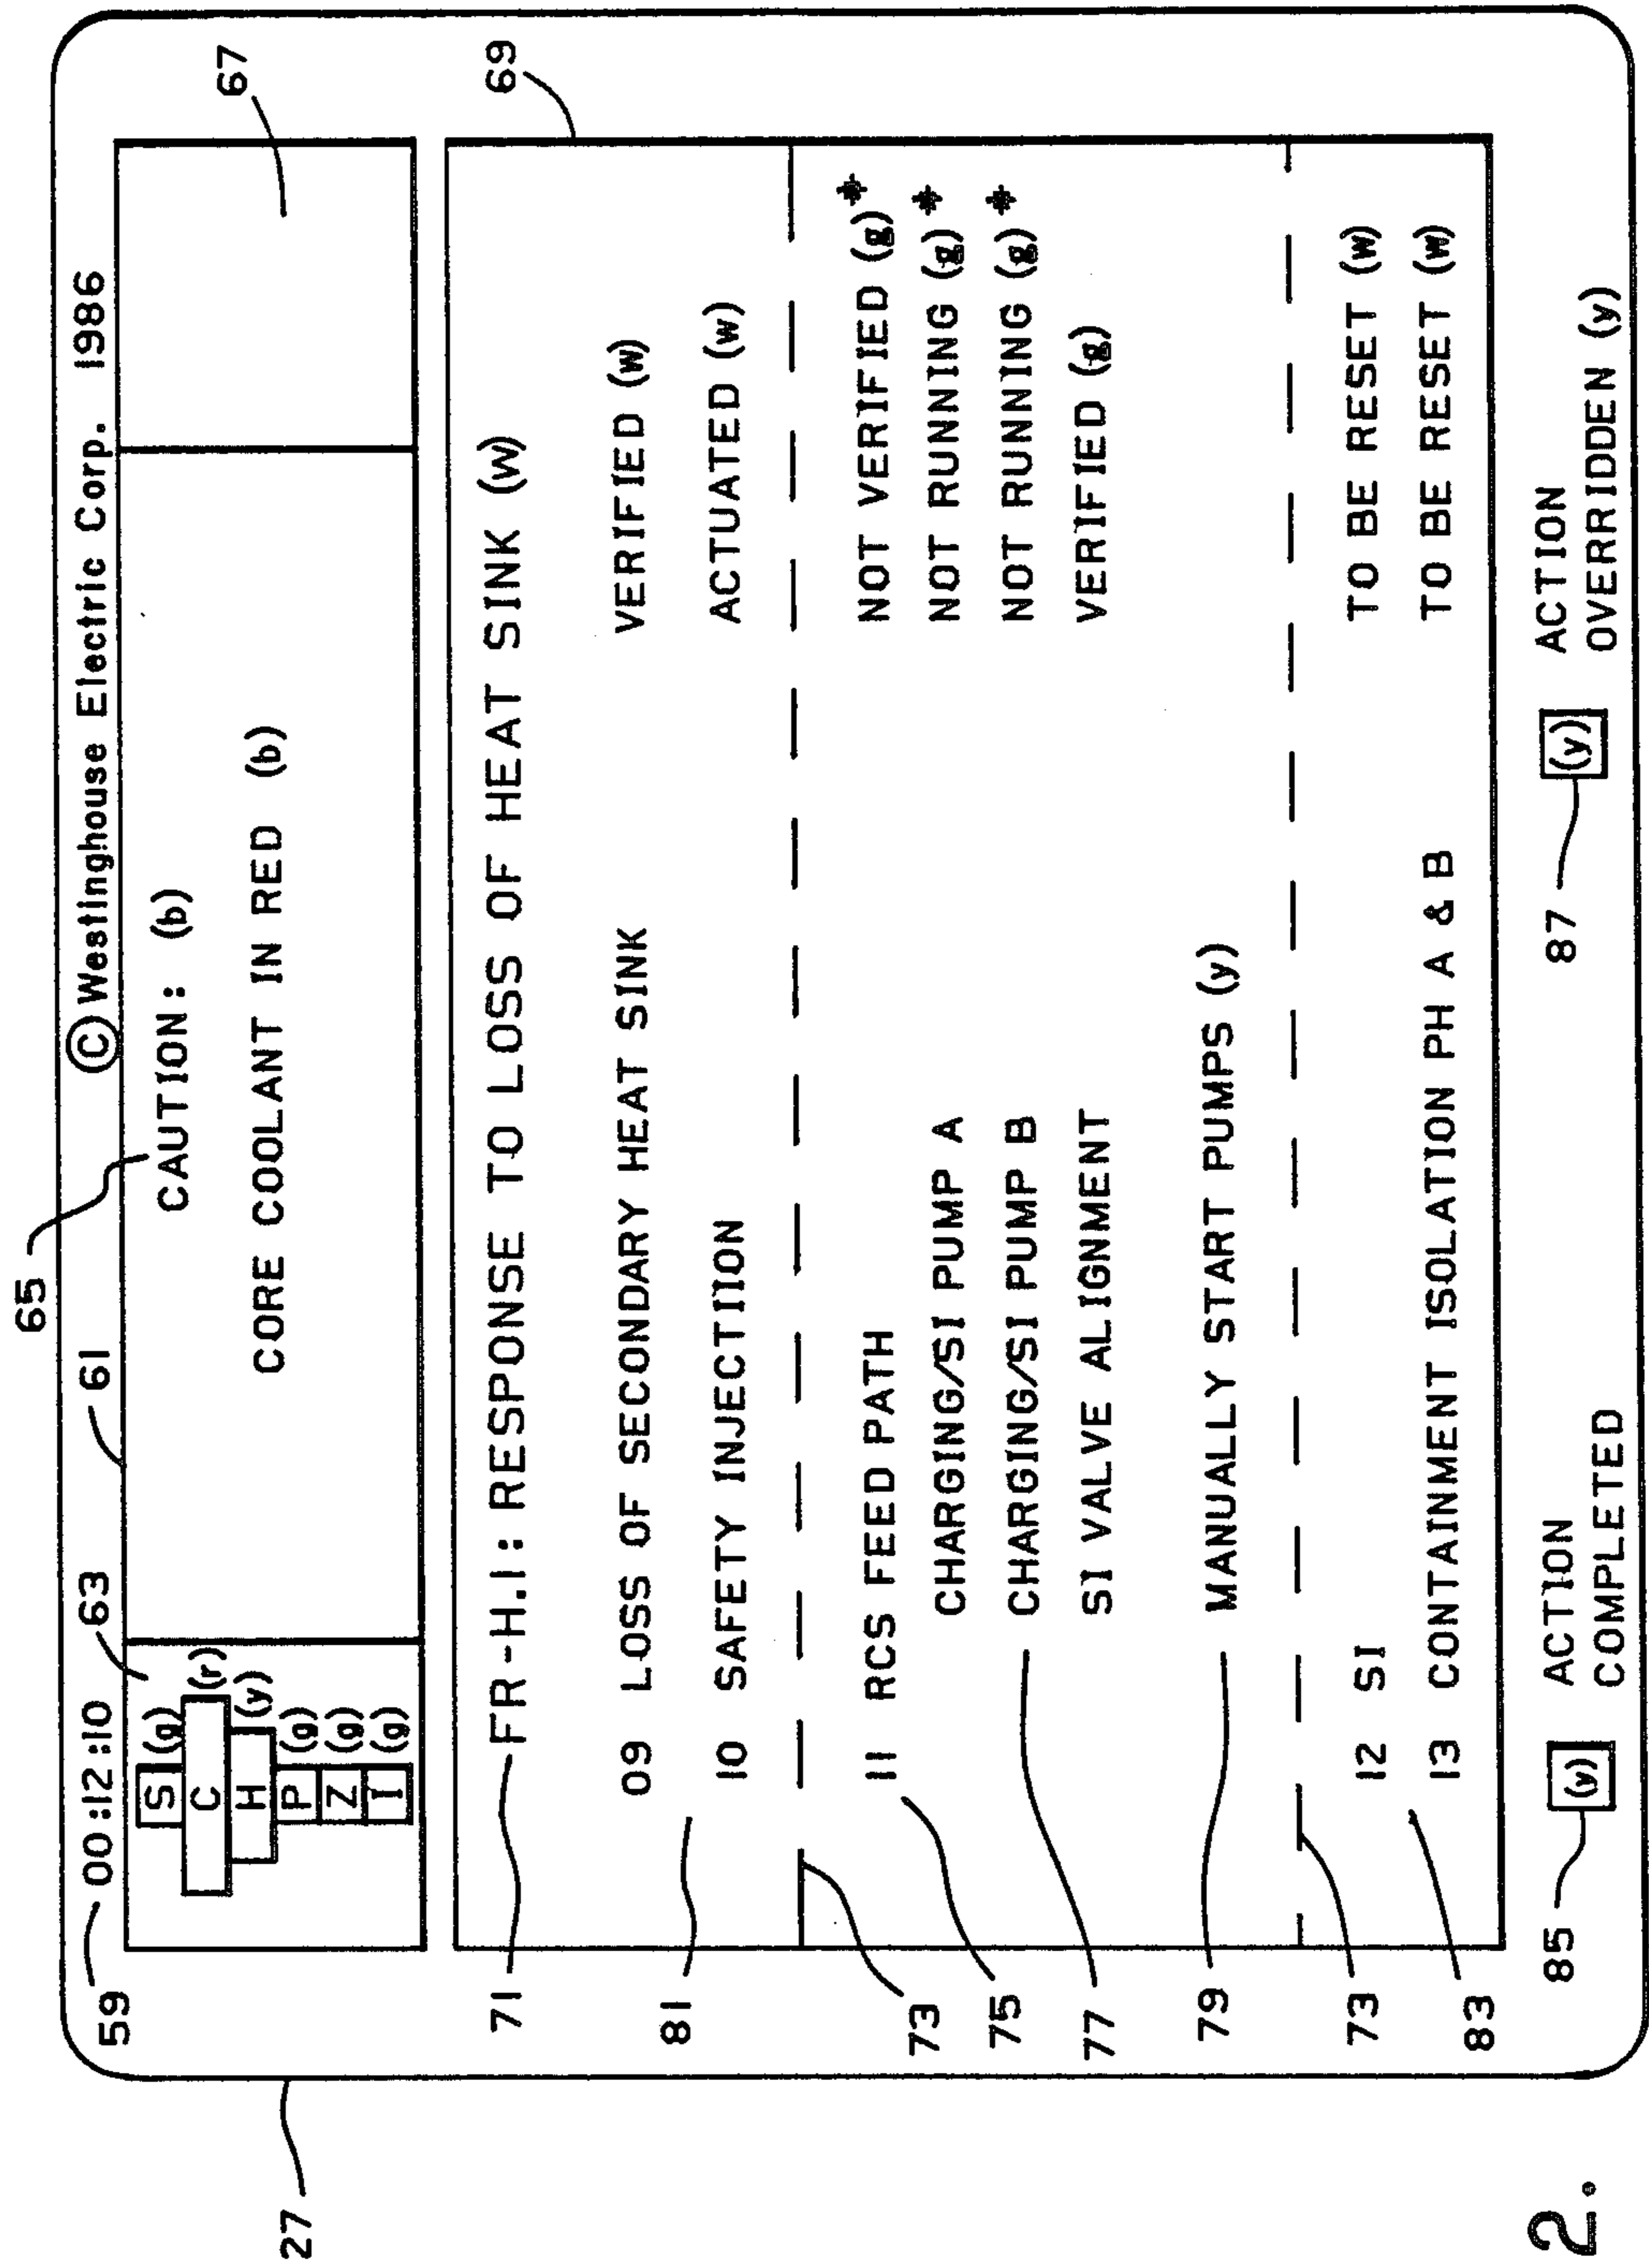 59 00:12:10 63 61 65 © Westinghouse Electric Corp. 1986
67
S (g)
C (r)
H (y)
P (g)
Z (g)
I (g)
CAUTION: (b)
CORE COOLANT IN RED (b)
69
71 FR-H.1: RESPONSE TO LOSS OF HEAT SINK (w)
09 LOSS OF SECONDARY HEAT SINK VERIFIED (w)
81 10 SAFETY INJECTION ACTUATED (w)
73
75 11 RCS FEED PATH NOT VERIFIED (g)*
CHARGING/SI PUMP A NOT RUNNING (g)*
77 CHARGING/SI PUMP B NOT RUNNING (g)*
SI VALVE ALIGNMENT VERIFIED (g)
79 MANUALLY START PUMPS (y)
73
12 SI TO BE RESET (w)
83 13 CONTAINMENT ISOLATION PH A & B TO BE RESET (w)
85 (y) ACTION COMPLETED
87 (y) ACTION OVERRIDDEN (y)
27
2.